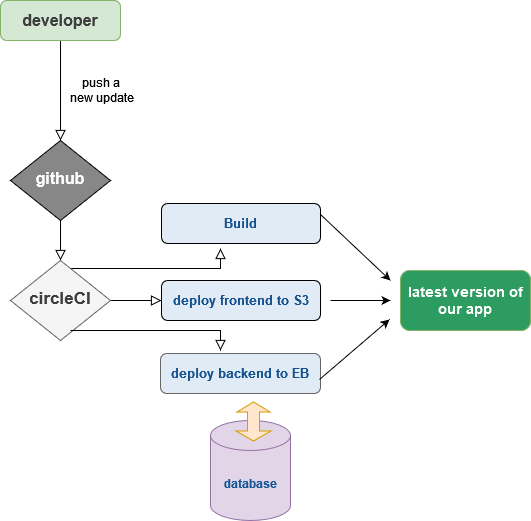 developer
push a
new update
github
circleCI
Build
deploy frontend to S3
deploy backend to EB
latest version of
our app
database